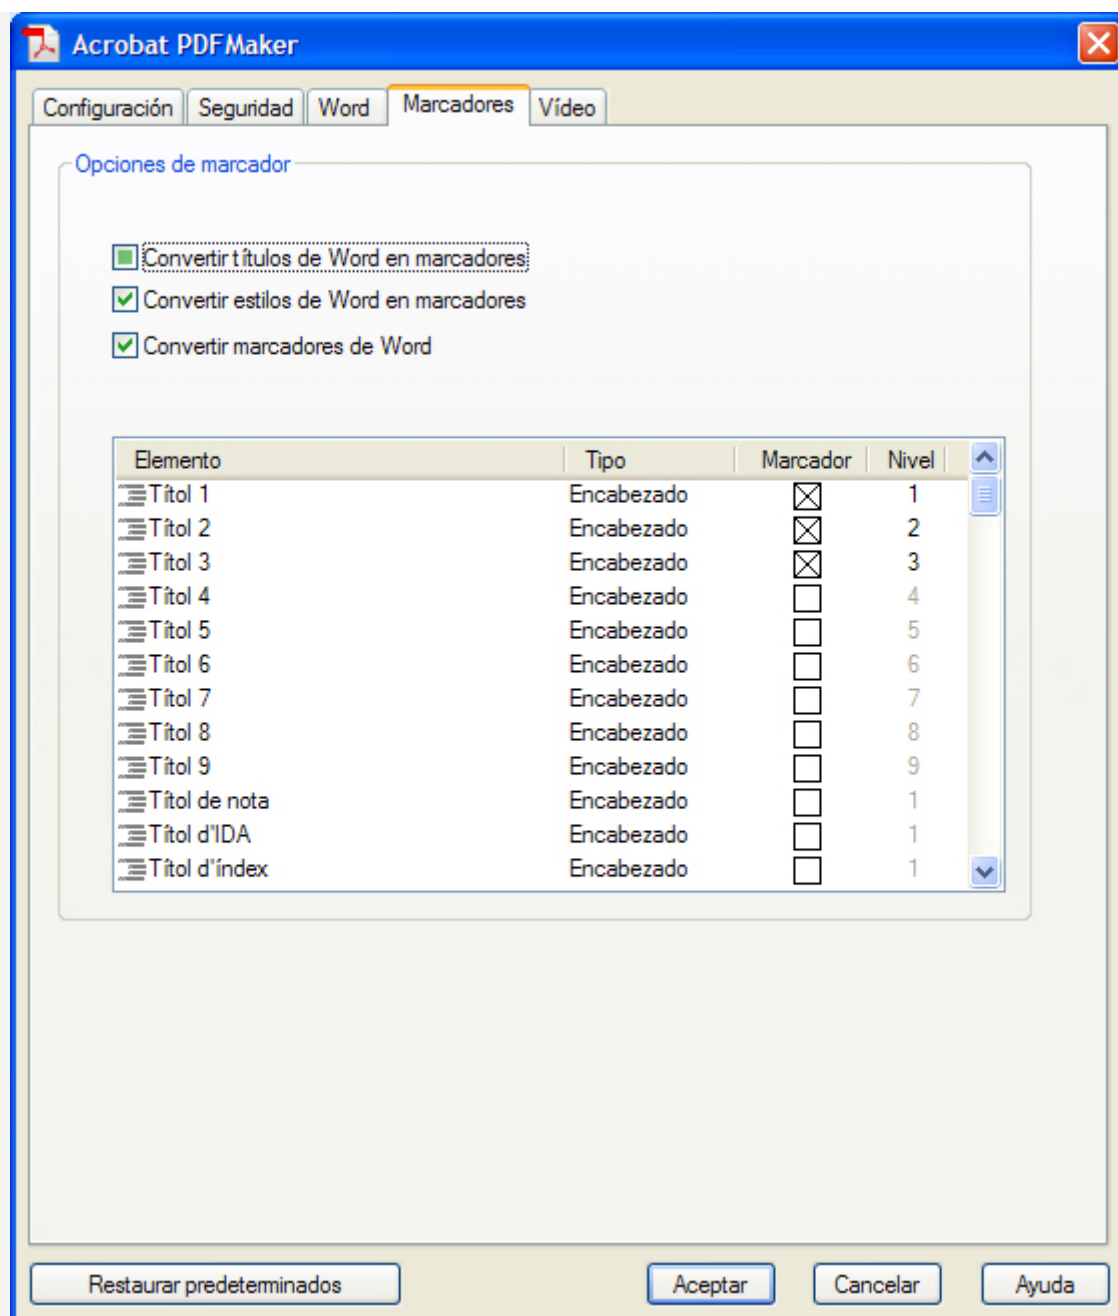 Acrobat PDFMaker
Configuración Seguridad Word Marcadores Vídeo
Opciones de marcador
Convertir títulos de Word en marcadores
Convertir estilos de Word en marcadores
Convertir marcadores de Word
Elemento Tipo Marcador Nivel
Títol 1 Encabezado 1
Títol 2 Encabezado 2
Títol 3 Encabezado 3
Títol 4 Encabezado 4
Títol 5 Encabezado 5
Títol 6 Encabezado 6
Títol 7 Encabezado 7
Títol 8 Encabezado 8
Títol 9 Encabezado 9
Títol de nota Encabezado 1
Títol d'IDA Encabezado 1
Títol d'índex Encabezado 1
Restaurar predeterminados Aceptar Cancelar Ayuda